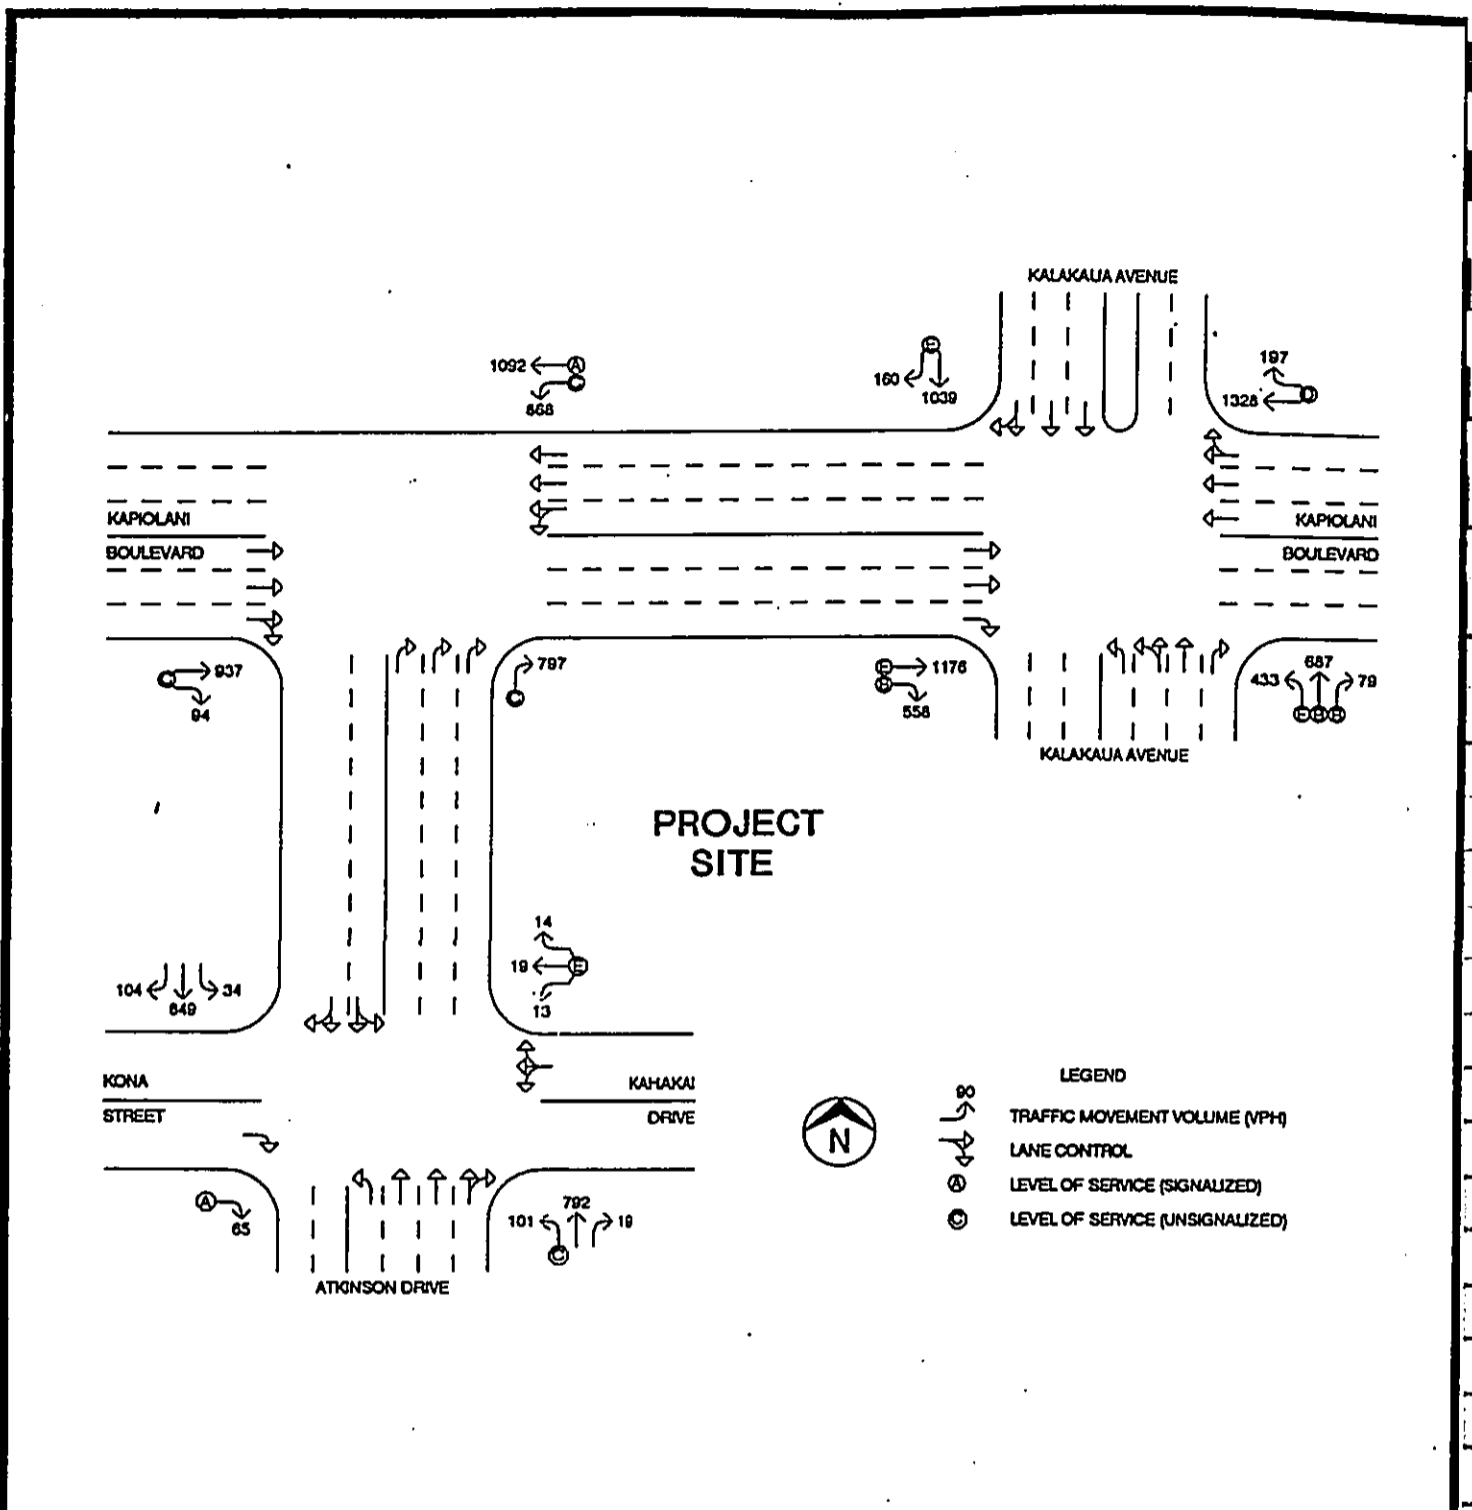 KALAKAUA AVENUE
1092
A
C
160
1039
197
1328
KAPIOLANI
BOULEVARD
KAPIOLANI
BOULEVARD
937
C
94
797
C
1176
558
433
687
79
KALAKAUA AVENUE
PROJECT
SITE
14
19
E
13
104
649
34
KONA
STREET
KAHAKAI
DRIVE
A
65
101
792
19
C
ATKINSON DRIVE
N
LEGEND
TRAFFIC MOVEMENT VOLUME (VPH)
LANE CONTROL
A
LEVEL OF SERVICE (SIGNALIZED)
C
LEVEL OF SERVICE (UNSIGNALIZED)